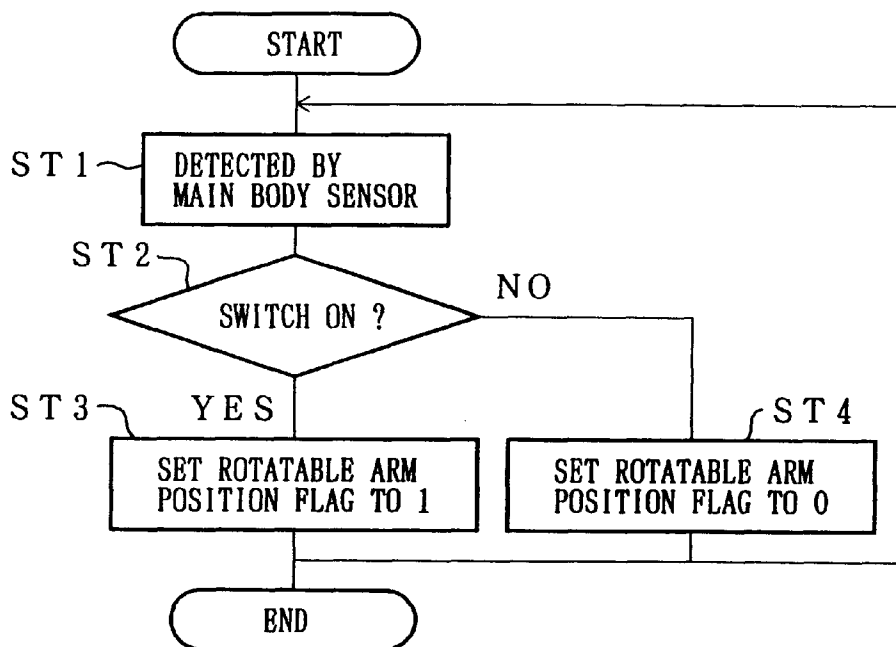 START
ST1
DETECTED BY
MAIN BODY SENSOR
ST2
SWITCH ON ?
NO
YES
ST3
SET ROTATABLE ARM
POSITION FLAG TO 1
ST4
SET ROTATABLE ARM
POSITION FLAG TO 0
END